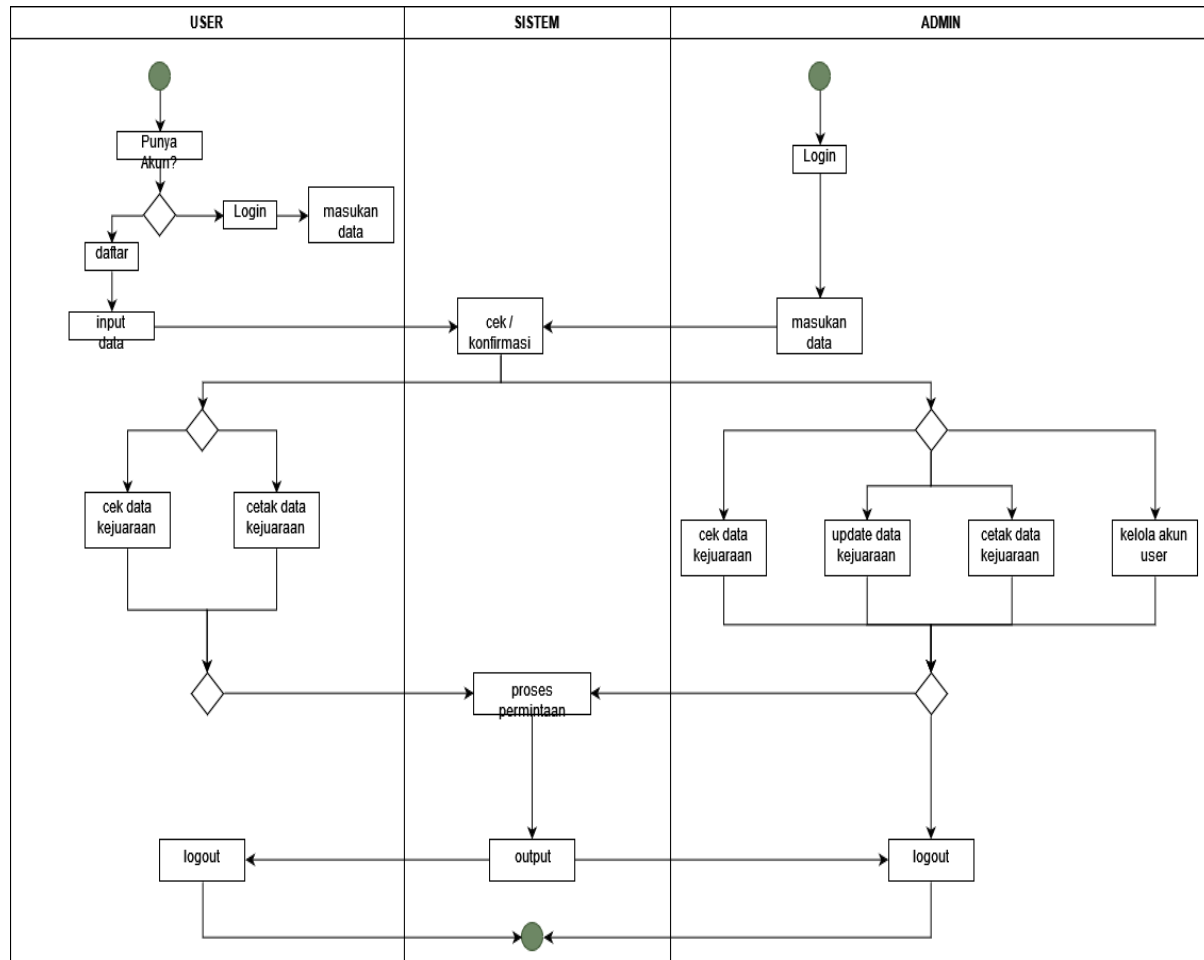 USER
SISTEM
ADMIN
Punya
Akun?
Login
masukan
data
daftar
input
data
Login
cek /
konfirmasi
masukan
data
cek data
kejuaraan
cetak data
kejuaraan
cek data
kejuaraan
update data
kejuaraan
cetak data
kejuaraan
kelola akun
user
proses
permintaan
logout
output
logout